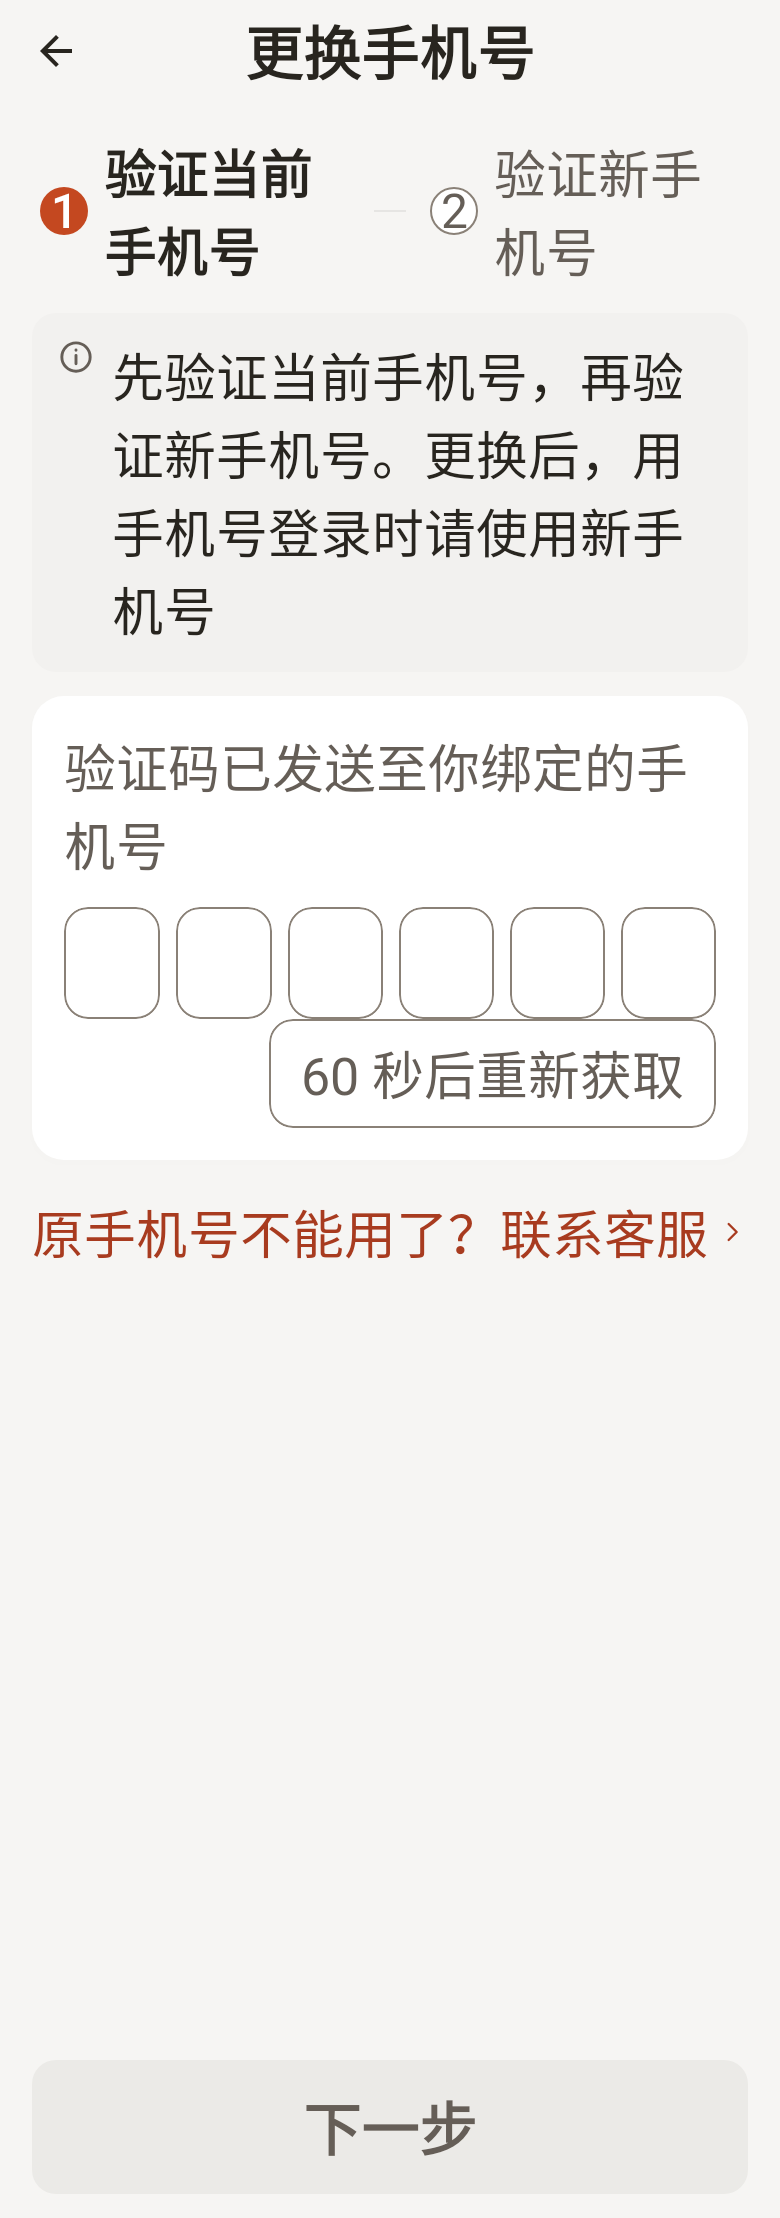 更换手机号
1 验证当前
手机号
2 验证新手
机号
先验证当前手机号，再验
证新手机号。更换后，用
手机号登录时请使用新手
机号
验证码已发送至你绑定的手
机号
60 秒后重新获取
原手机号不能用了？联系客服
下一步